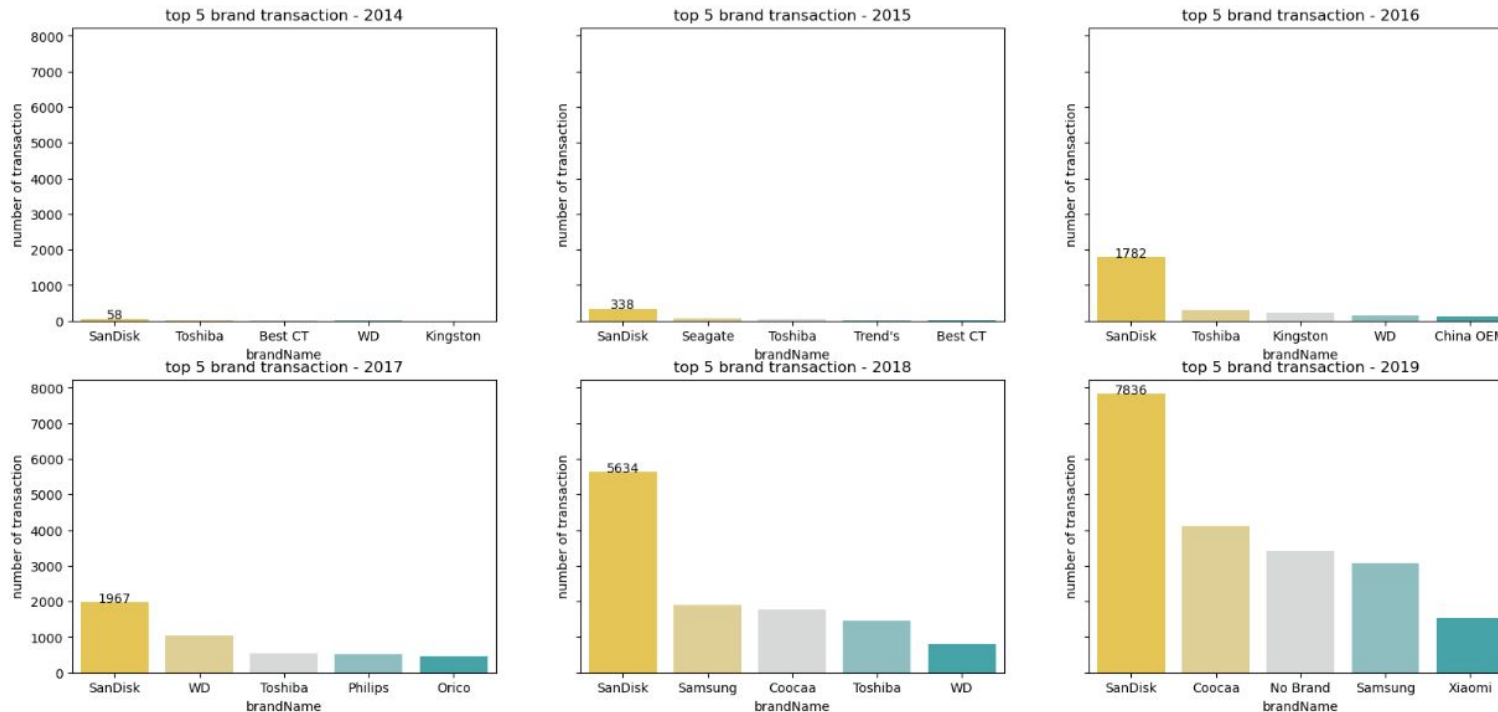 top 5 brand transaction - 2014
number of transaction
8000
7000
6000
5000
4000
3000
2000
1000
0
58
SanDisk Toshiba Best CT WD Kingston
brandName
top 5 brand transaction - 2015
number of transaction
338
SanDisk Seagate Toshiba Trend's Best CT
brandName
top 5 brand transaction - 2016
number of transaction
1782
SanDisk Toshiba Kingston WD China OEM
brandName
top 5 brand transaction - 2017
number of transaction
8000
7000
6000
5000
4000
3000
2000
1000
0
1967
SanDisk WD Toshiba Philips Orico
brandName
top 5 brand transaction - 2018
number of transaction
5634
SanDisk Samsung Coocaa Toshiba WD
brandName
top 5 brand transaction - 2019
number of transaction
7836
SanDisk Coocaa No Brand Samsung Xiaomi
brandName